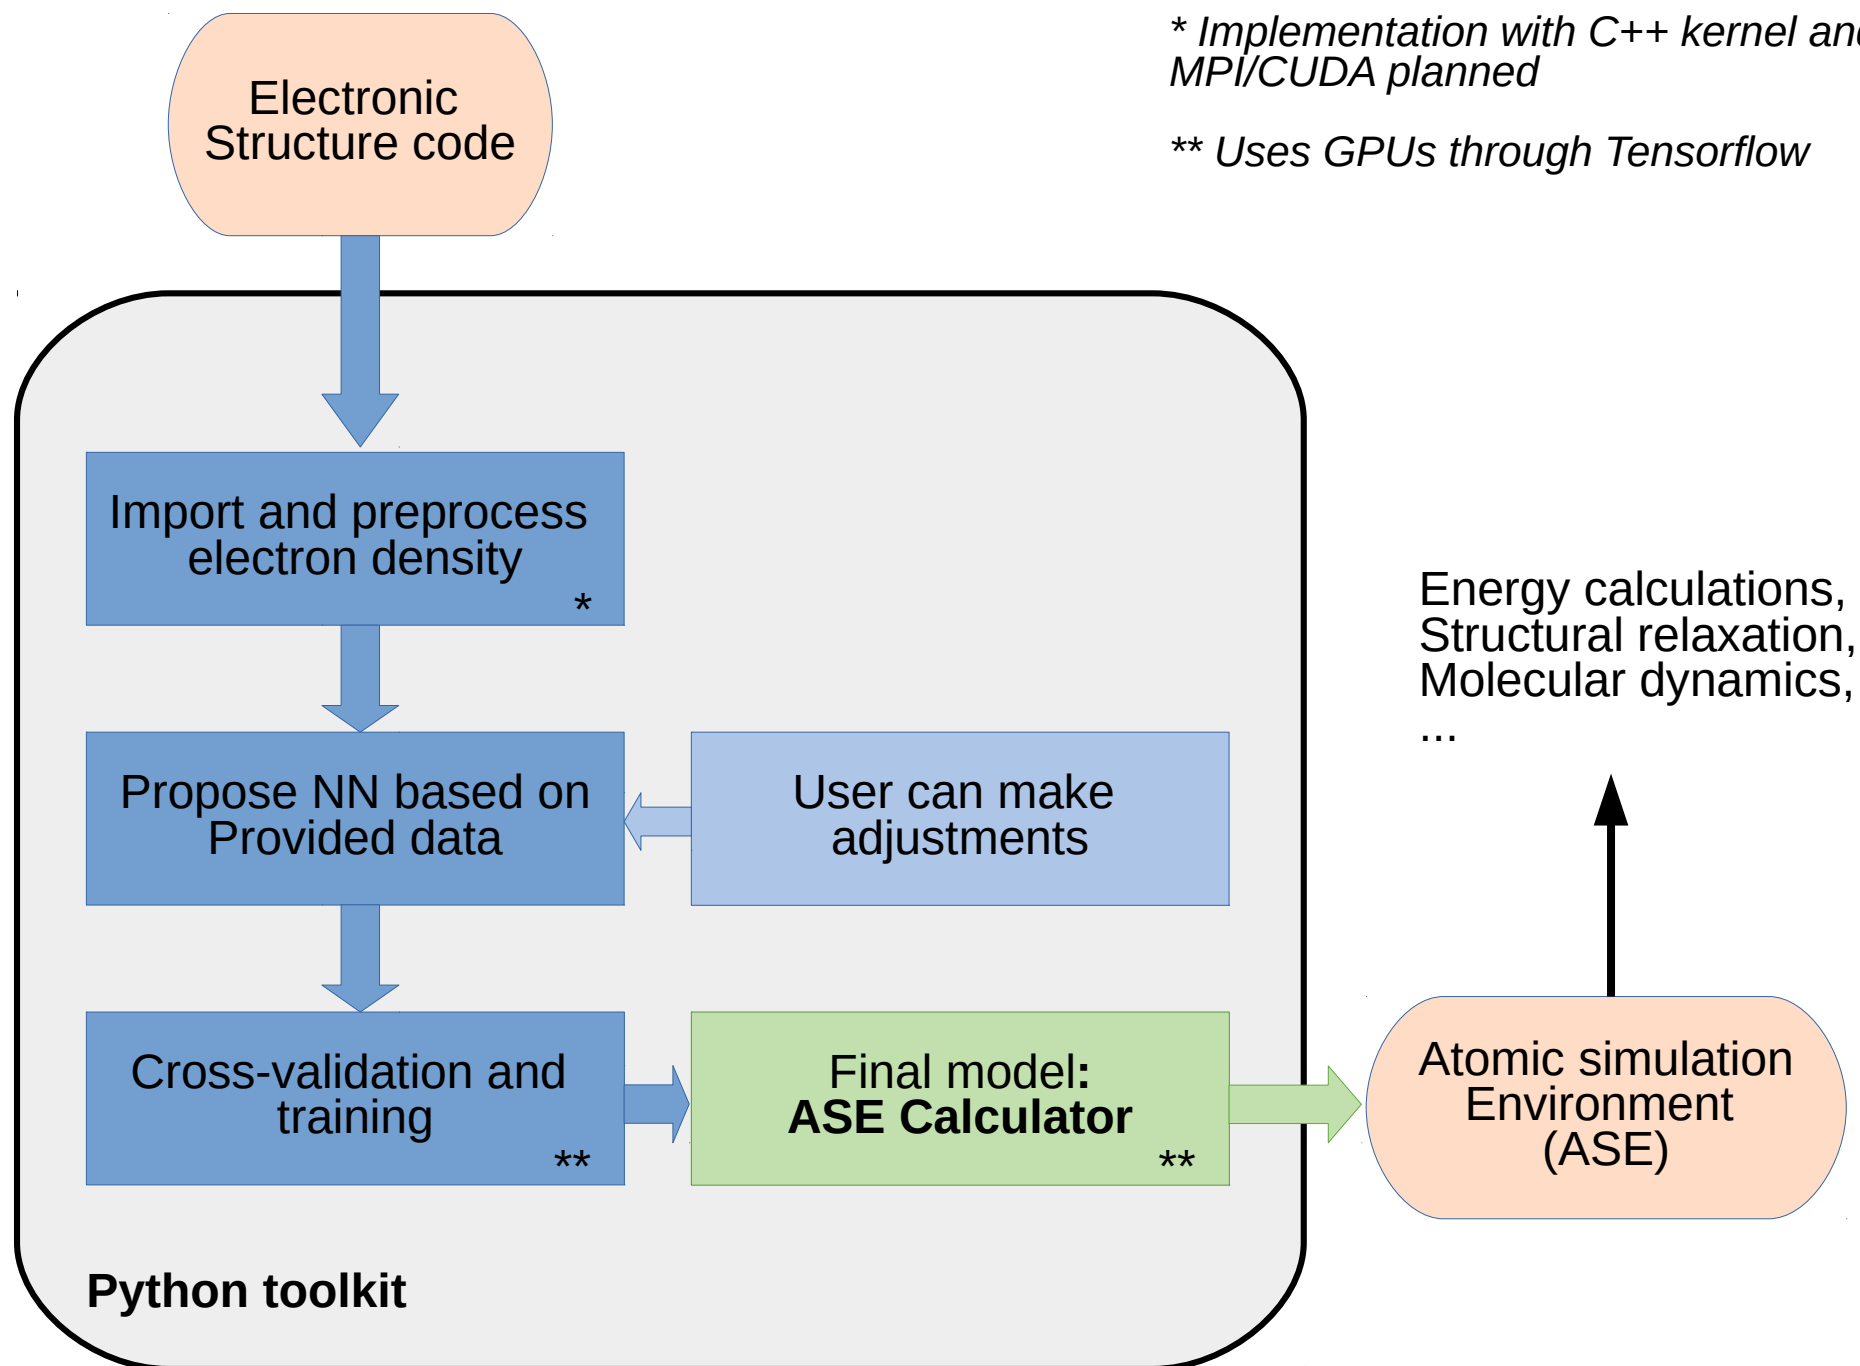 * Implementation with C++ kernel and
MPI/CUDA planned
** Uses GPUs through Tensorflow
Electronic
Structure code
Import and preprocess
electron density
*
Propose NN based on
Provided data
User can make
adjustments
Cross-validation and
training
**
Final model:
ASE Calculator
**
Energy calculations,
Structural relaxation,
Molecular dynamics,
...
Atomic simulation
Environment
(ASE)
Python toolkit